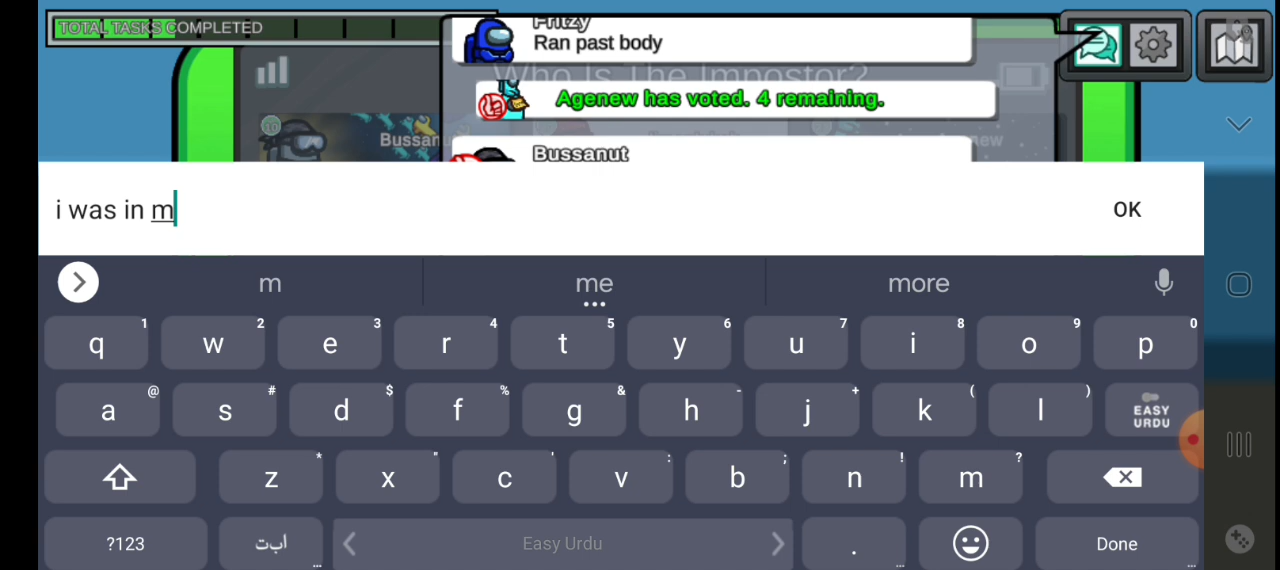 TOTAL TASKS COMPLETED
Fritzy
Ran past body
Who Is The Impostor?
Agenew has voted. 4 remaining.
Bussanut
i was in m
OK
m me more
q 1 w 2 e 3 r 4 t 5 y 6 u 7 i 8 o 9 p 0
a @ s # d $ f % g & h - j + k ( l ) EASY URDU
z * x " c ' v : b ; n ! m ?
?123 اب‌ت Easy Urdu . Done